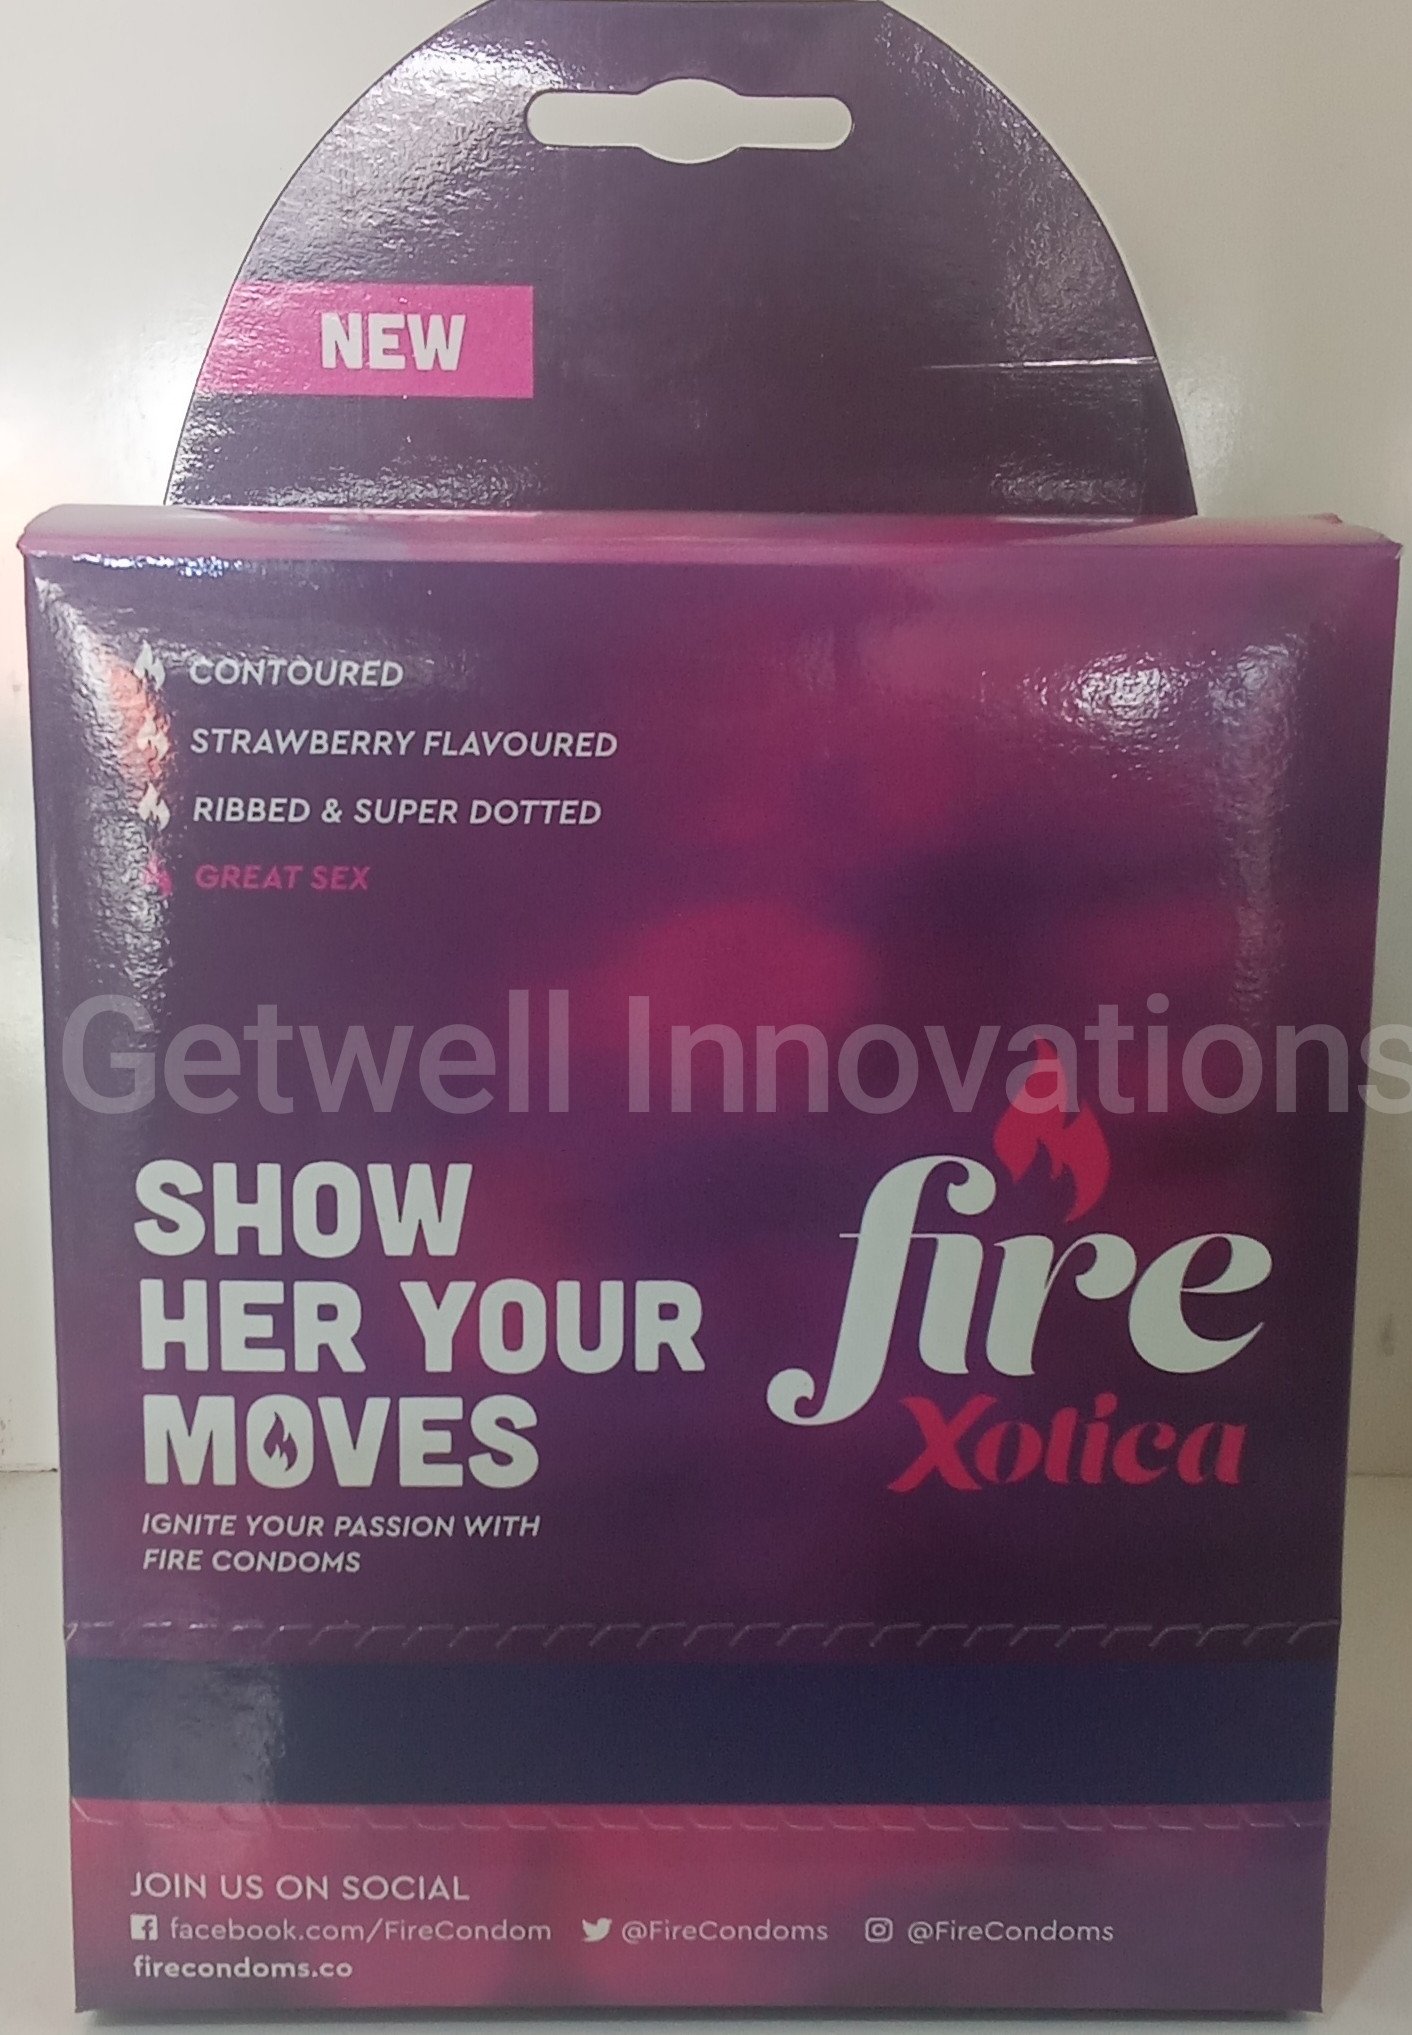 NEW
CONTOURED
STRAWBERRY FLAVOURED
RIBBED & SUPER DOTTED
GREAT SEX
Getwell Innovations
SHOW
HER YOUR
MOVES
IGNITE YOUR PASSION WITH
FIRE CONDOMS
fire
Xotica
JOIN US ON SOCIAL
facebook.com/FireCondom @FireCondoms @FireCondoms
firecondoms.co